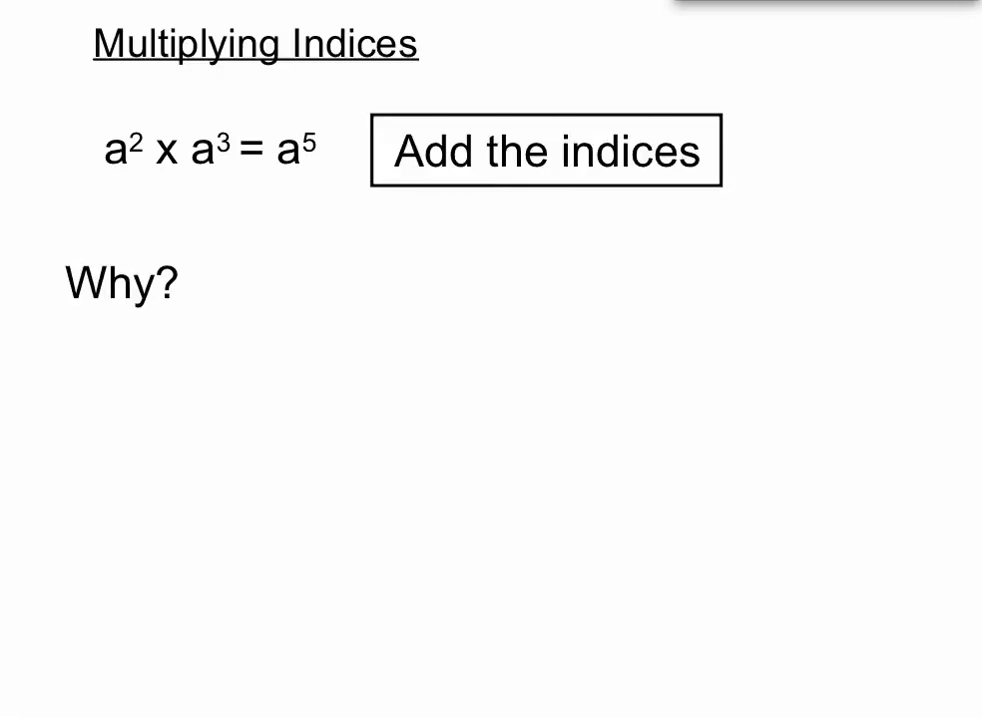 Multiplying Indices
a² x a³ = a⁵ Add the indices
Why?